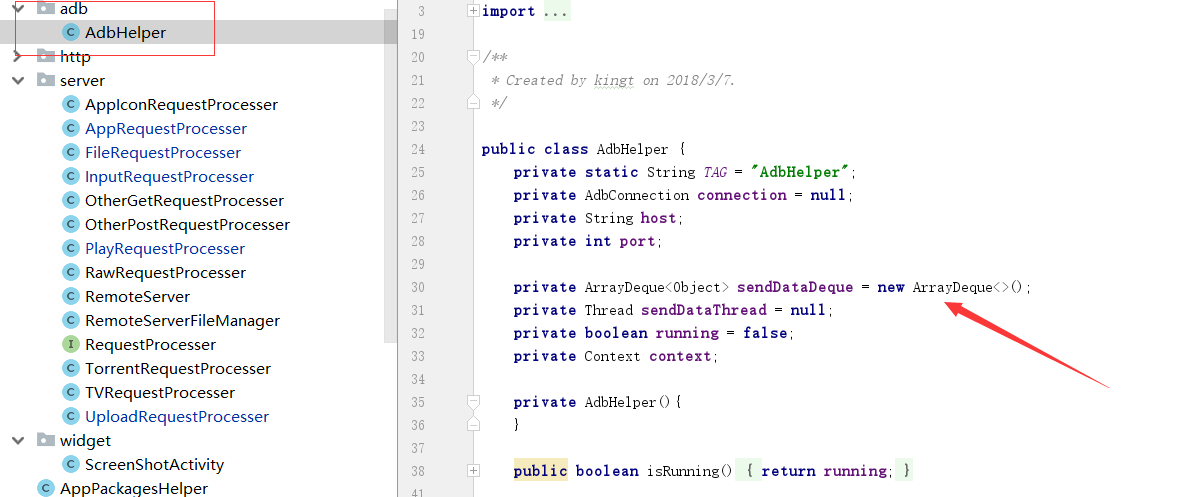 adb
AdbHelper
http
server
AppIconRequestProcesser
AppRequestProcesser
FileRequestProcesser
InputRequestProcesser
OtherGetRequestProcesser
OtherPostRequestProcesser
PlayRequestProcesser
RawRequestProcesser
RemoteServer
RemoteServerFileManager
RequestProcesser
TorrentRequestProcesser
TVRequestProcesser
UploadRequestProcesser
widget
ScreenShotActivity
AppPackagesHelper
3 import ...
19
20 /**
21 * Created by kingt on 2018/3/7.
22 */
23
24 public class AdbHelper {
25 private static String TAG = "AdbHelper";
26 private AdbConnection connection = null;
27 private String host;
28 private int port;
29
30 private ArrayDeque<Object> sendDataDeque = new ArrayDeque<>();
31 private Thread sendDataThread = null;
32 private boolean running = false;
33 private Context context;
34
35 private AdbHelper(){
36 }
37
38 public boolean isRunning() { return running; }
41